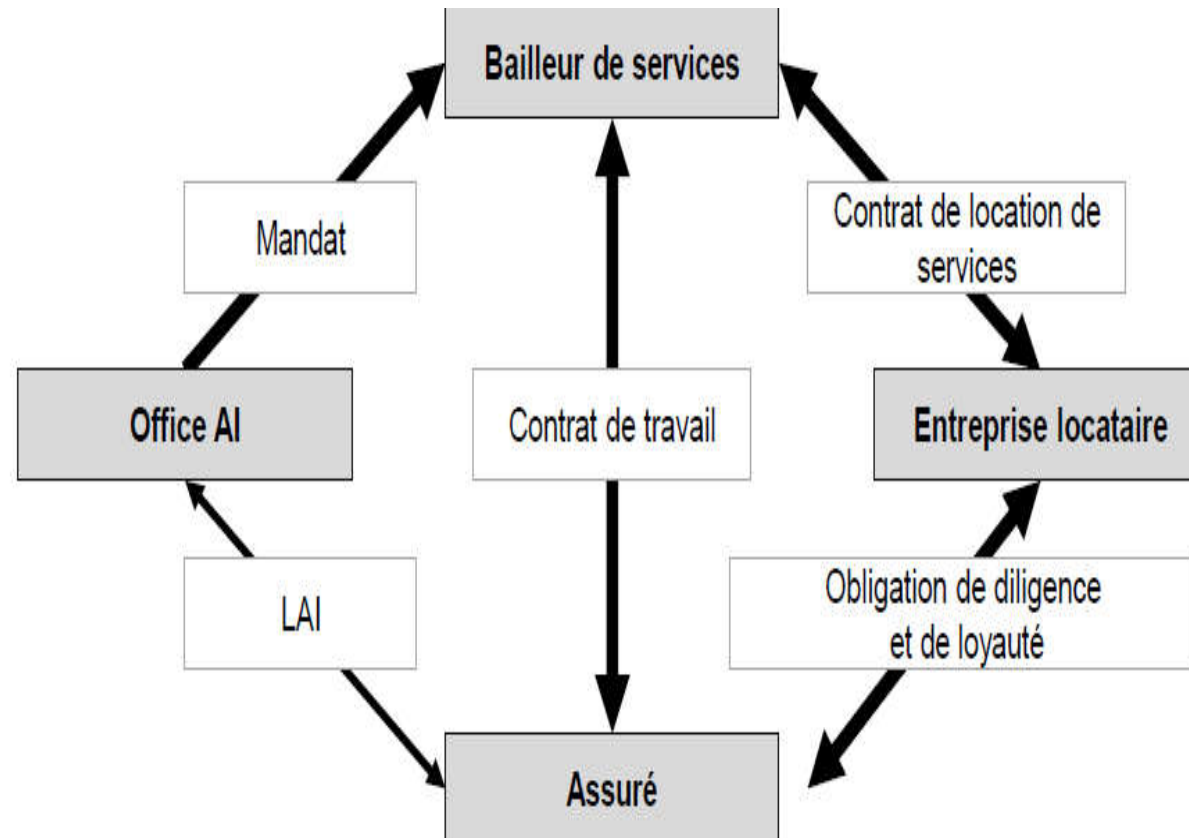 Bailleur de services
Mandat
Contrat de location de
services
Office AI
Contrat de travail
Entreprise locataire
LAI
Obligation de diligence
et de loyauté
Assuré